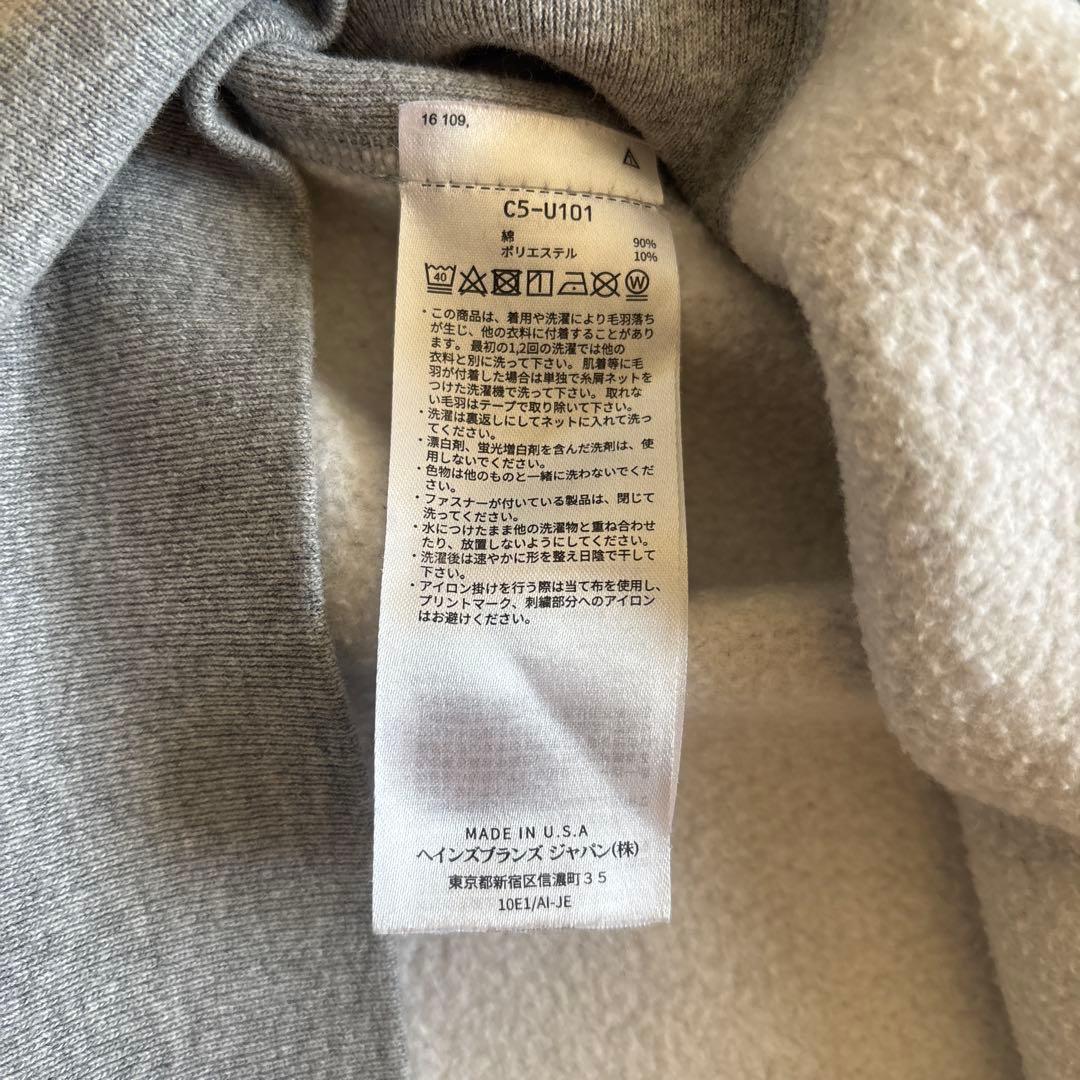 16 109,
C5-U101
綿 90%
ポリエステル 10%
40
W
・この商品は、着用や洗濯により毛羽落ち
が生じ、他の衣料に付着することがあり
ます。最初の1,2回の洗濯では他の
衣料と別に洗って下さい。肌着等に毛
羽が付着した場合は単独で糸屑ネットを
つけた洗濯機で洗って下さい。取れな
い毛羽はテープで取り除いて下さい。
・洗濯は裏返しにしてネットに入れて洗っ
てください。
・漂白剤、蛍光増白剤を含んだ洗剤は、使
用しないでください。
・色物は他のものと一緒に洗わないでくだ
さい。
・ファスナーが付いている製品は、閉じて
洗ってください。
・水につけたまま他の洗濯物と重ね合わせ
たり、放置しないようにしてください。
・洗濯後は速やかに形を整え日陰で干して
下さい。
・アイロン掛けを行う際は当て布を使用し、
プリントマーク、刺繍部分へのアイロン
はお避けください。
MADE IN U.S.A
ヘインズブランズ ジャパン(株)
東京都新宿区信濃町35
10E1/AI-JE